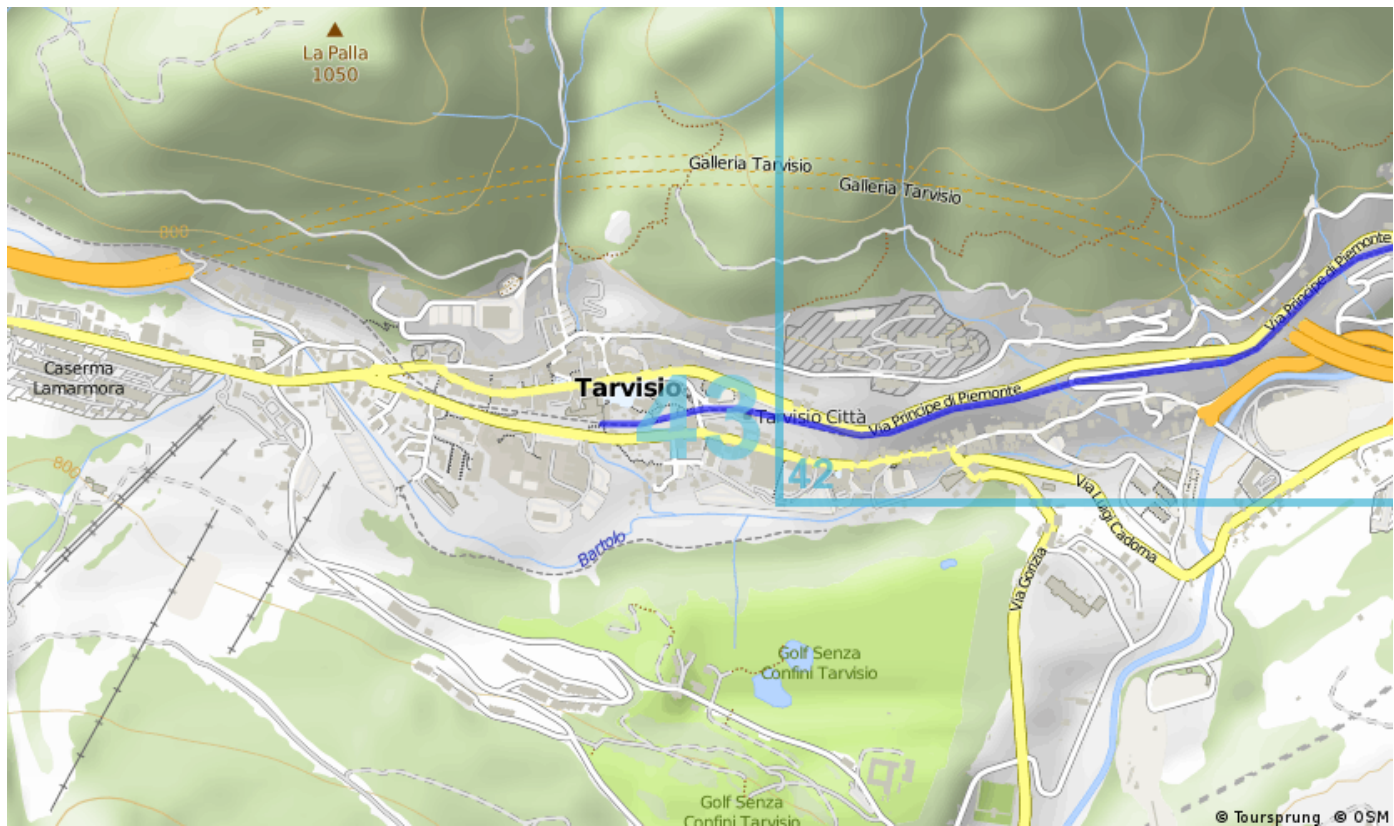 La Palla
1050
Galleria Tarvisio
Galleria Tarvisio
800
Via Principe di Piemonte
Caserma
Lamarmora
Tarvisio
43
Tarvisio Città
Via Principe di Piemonte
800
42
Via Luigi Cadorna
Bartolo
Via Gorizia
Golf Senza
Confini Tarvisio
Golf Senza
Confini Tarvisio
© Toursprung © OSM